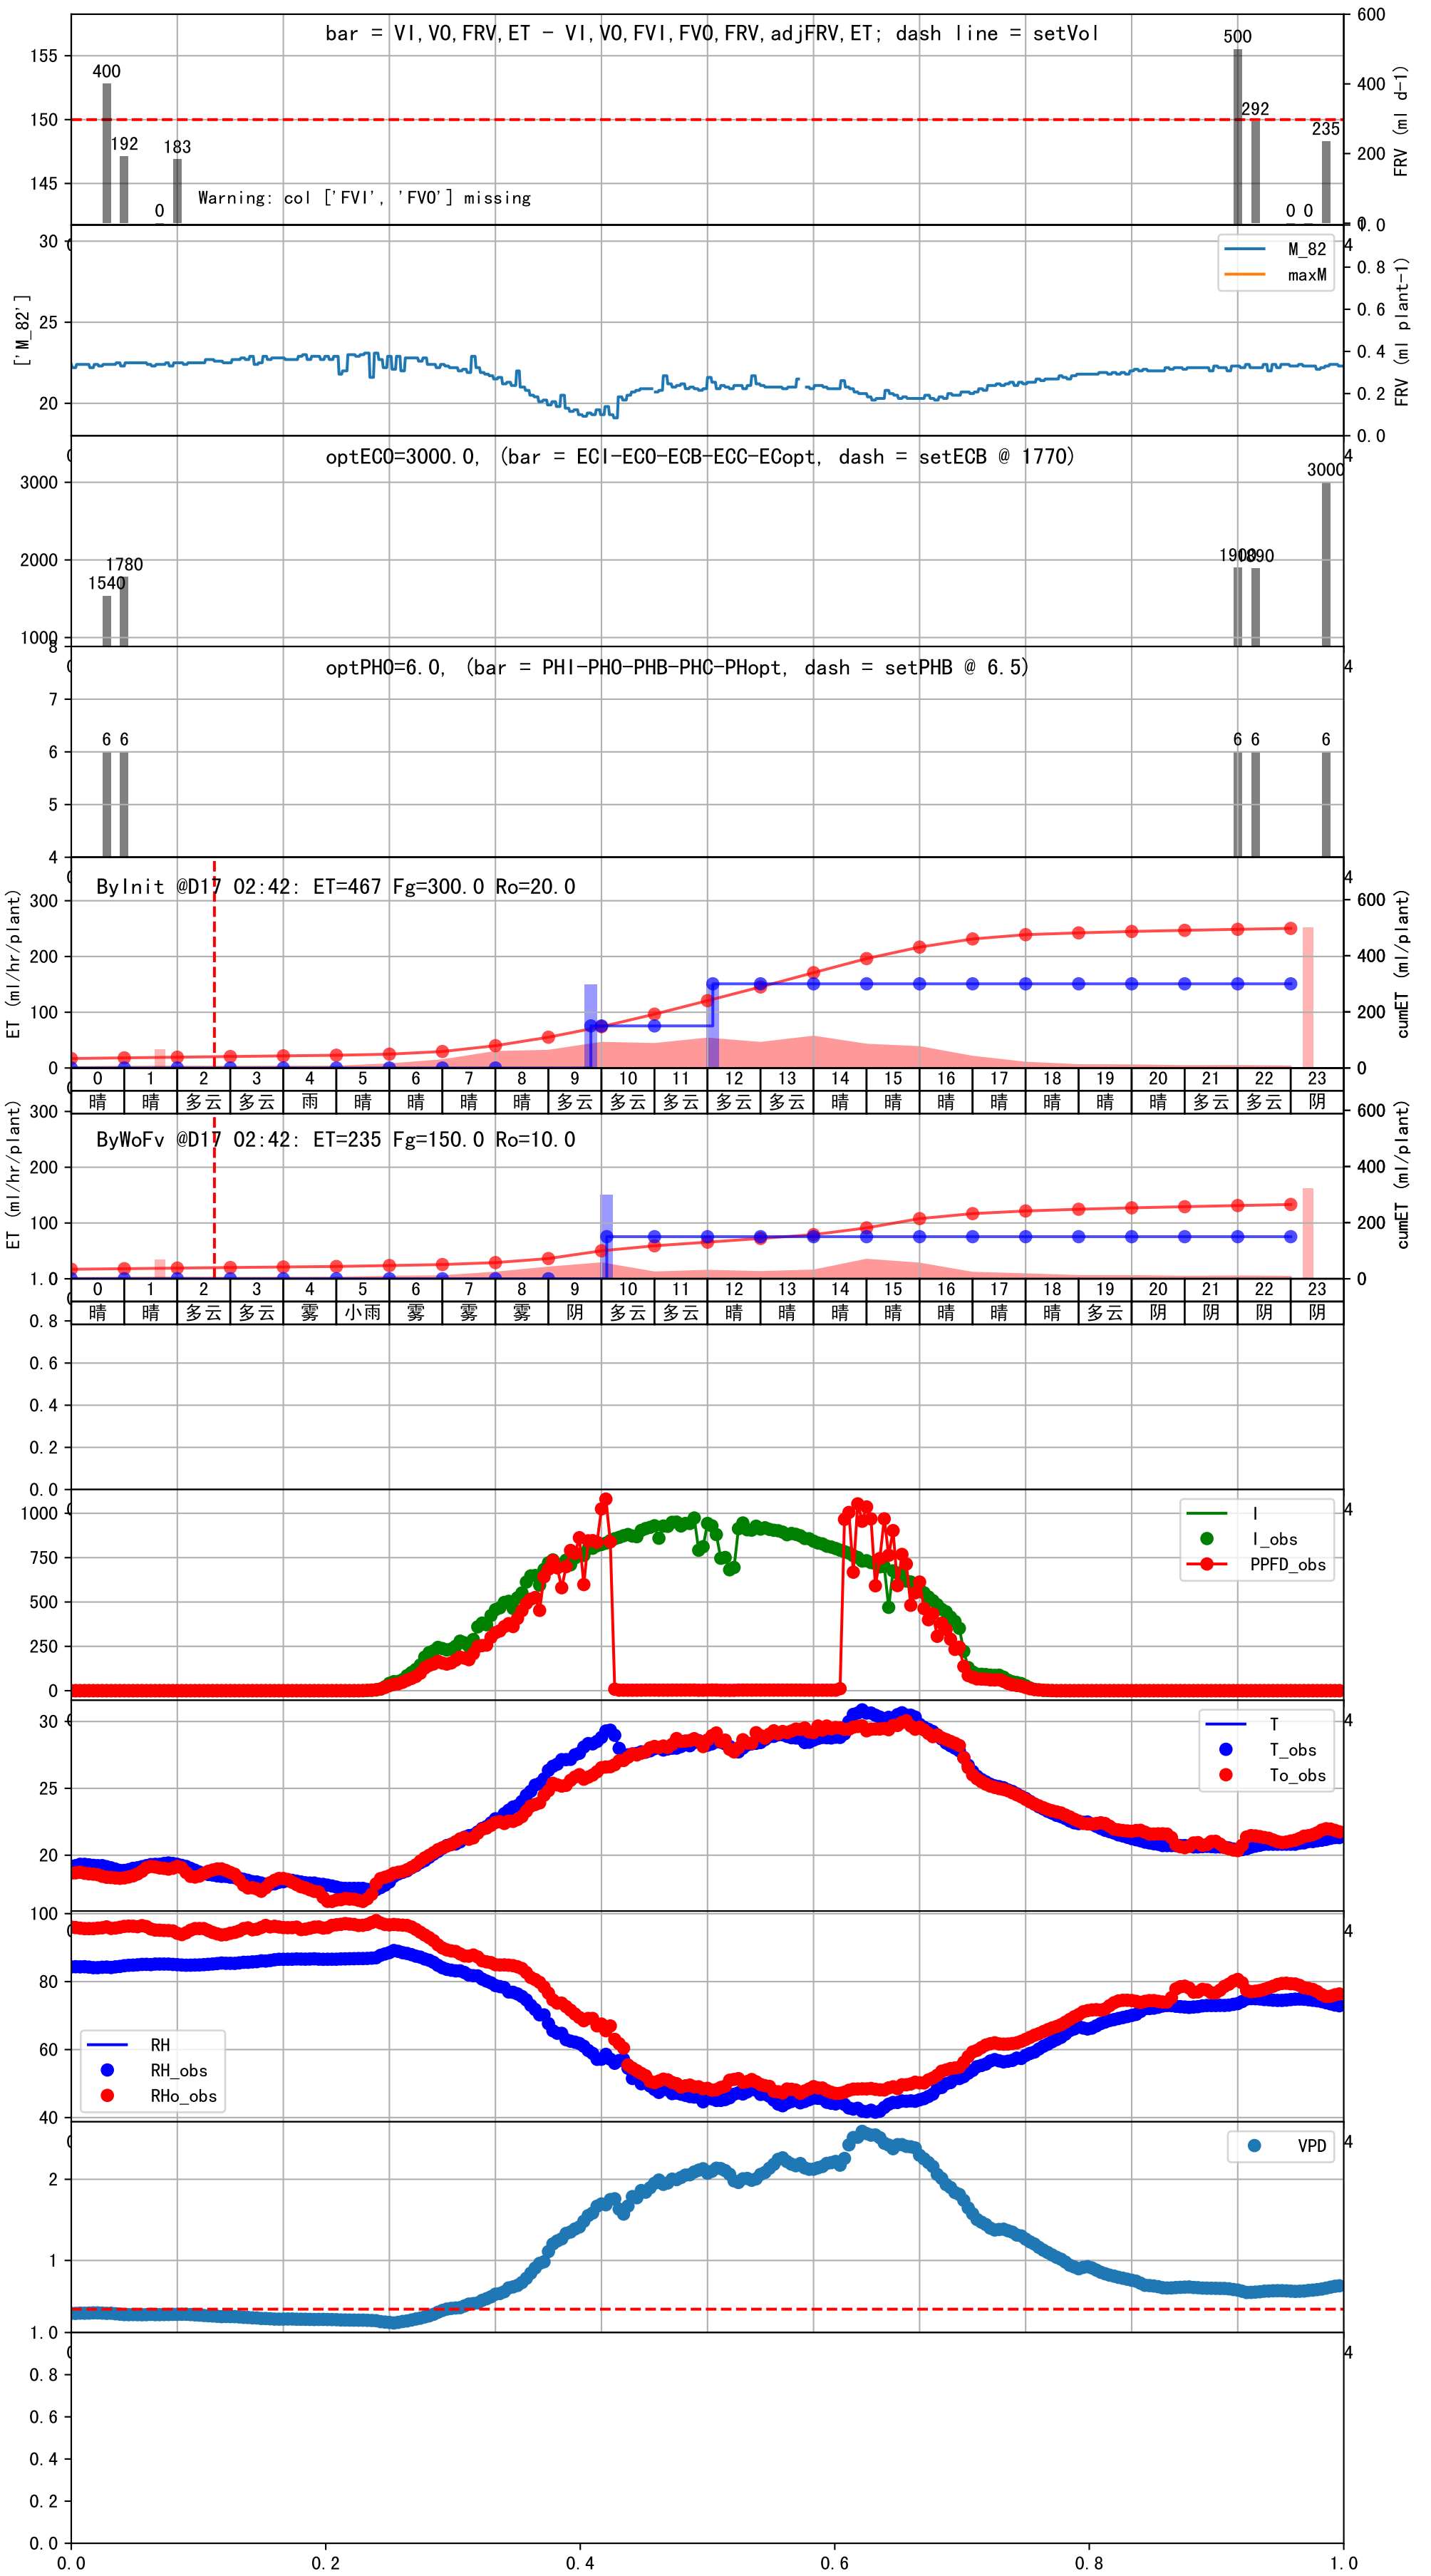 bar = VI,VO,FRV,ET - VI,VO,FVI,FVO,FRV,adjFRV,ET; dash line = setVol
155
150
145
400
192
0
183
Warning: col ['FVI', 'FVO'] missing
500
292
0
0
235
600
400
200
0
FRV (ml d-1)
['M_82']
30
25
20
M_82
maxM
1.0
0.8
0.6
0.4
0.2
0.0
FRV (ml plant-1)
optECO=3000.0, (bar = ECI-ECO-ECB-ECC-ECopt, dash = setECB @ 1770)
3000
2000
1000
1540
1780
1900
1890
3000
optPHO=6.0, (bar = PHI-PHO-PHB-PHC-PHopt, dash = setPHB @ 6.5)
8
7
6
5
4
6
6
6
6
6
ByInit @D17 02:42: ET=467 Fg=300.0 Ro=20.0
ET (ml/hr/plant)
300
200
100
0
600
400
200
0
cumET (ml/plant)
0 1 2 3 4 5 6 7 8 9 10 11 12 13 14 15 16 17 18 19 20 21 22 23
晴 晴 多云 多云 雨 晴 晴 晴 晴 多云 多云 多云 多云 多云 晴 晴 晴 晴 晴 晴 晴 多云 多云 阴
ByWoFv @D17 02:42: ET=235 Fg=150.0 Ro=10.0
ET (ml/hr/plant)
300
200
100
600
400
200
0
cumET (ml/plant)
0 1 2 3 4 5 6 7 8 9 10 11 12 13 14 15 16 17 18 19 20 21 22 23
晴 晴 多云 多云 雾 小雨 雾 雾 雾 阴 多云 多云 晴 晴 晴 晴 晴 晴 晴 多云 阴 阴 阴 阴
1.0
0.8
0.6
0.4
0.2
0.0
1000
750
500
250
0
I
I_obs
PPFD_obs
30
25
20
T
T_obs
To_obs
100
80
60
40
RH
RH_obs
RHo_obs
2
1
VPD
1.0
0.8
0.6
0.4
0.2
0.0
0.0 0.2 0.4 0.6 0.8 1.0